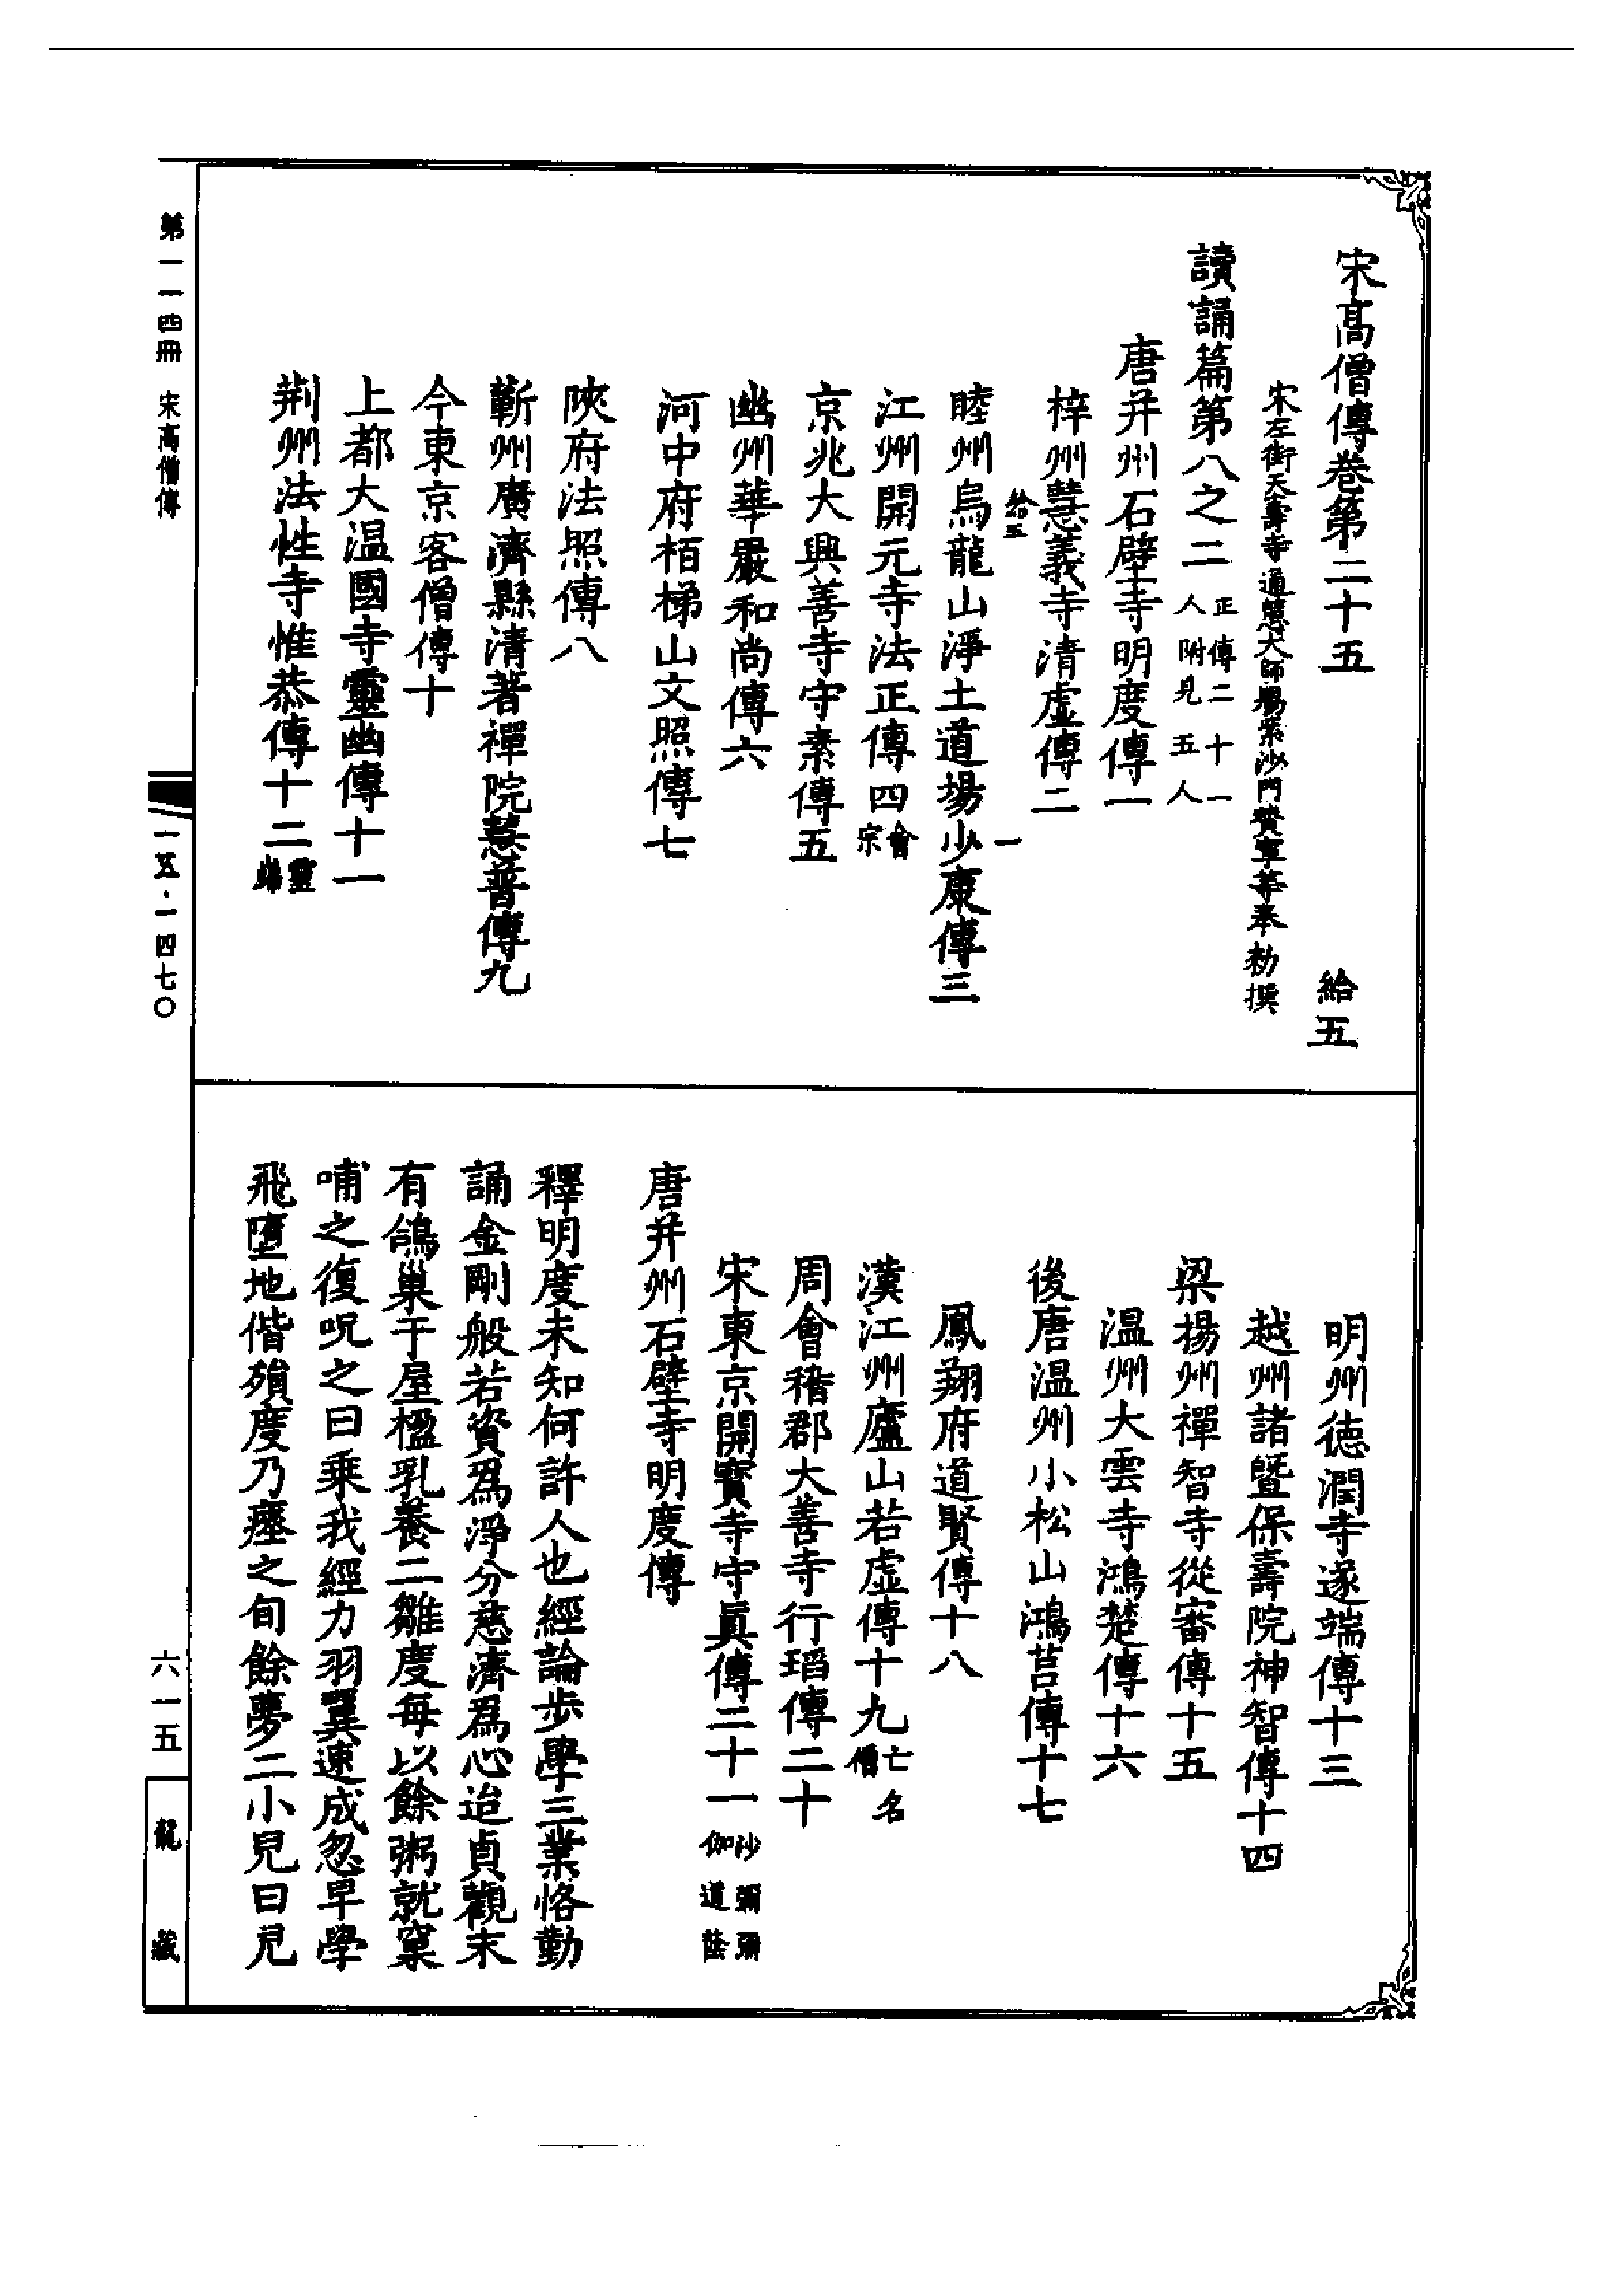 宋高僧傳卷第二十五　給五
宋左街天壽寺通慧大師賜紫沙門贊寧等奉勅撰
讀誦篇第八之二正傳二十一人附見五人
唐并州石壁寺明度傳一
梓州慧義寺清虛傳二
給五　一
睦州烏龍山淨土道場少康傳三
江州開元寺法正傳四會宗
京兆大興善寺守素傳五
幽州華嚴和尚傳六
河中府栢梯山文照傳七
陝府法照傳八
蘄州廣濟縣清著禪院慧普傳九
今東京客僧傳十
上都大温國寺靈幽傳十一
荆州法性寺惟恭傳十二靈巋
明州德潤寺遂端傳十三
越州諸暨保壽院神智傳十四
梁揚州禪智寺從審傳十五
温州大雲寺鴻楚傳十六
後唐温州小松山鴻莒傳十七
鳳翔府道賢傳十八
漢江州廬山若虛傳十九亡名僧
周會稽郡大善寺行瑫傳二十
宋東京開寳寺守眞傳二十一沙彌彌伽道蔭
唐并州石壁寺明度傳
釋明度未知何許人也經論步學三業恪勤
誦金剛般若資爲淨分慈濟爲心迨貞觀末
有鴿巢于屋楹乳養二雛度每以餘粥就窠
哺之復呪之曰乘我經力羽翼速成忽早學
飛墮地偕殞度乃瘞之旬餘夢二小兒曰兒
第一一四冊　宋高僧傳
一五·一四七〇
六一五
龍藏